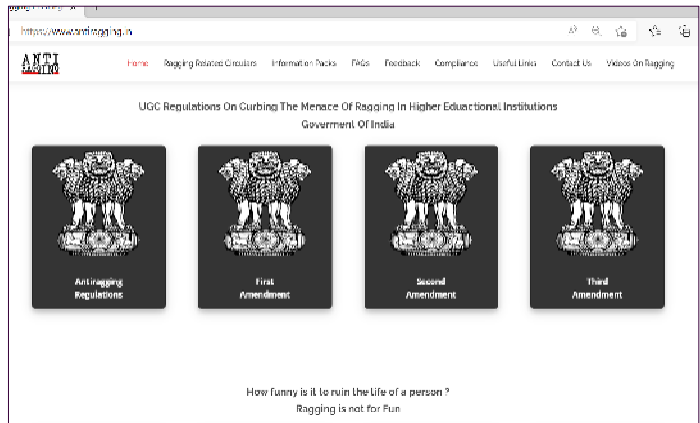 https://www.antiragging.in
ANTI
RAGGING
Home Ragging Related Circulars Information Packs FAQs Feedback Compliance Useful Links Contact Us Videos On Ragging
UGC Regulations On Curbing The Menace Of Ragging In Higher Eduactional Institutions
Goverment Of India
Antiragging
Regulations
First
Amendment
Second
Amendment
Third
Amendment
How funny is it to ruin the life of a person ?
Ragging is not for Fun